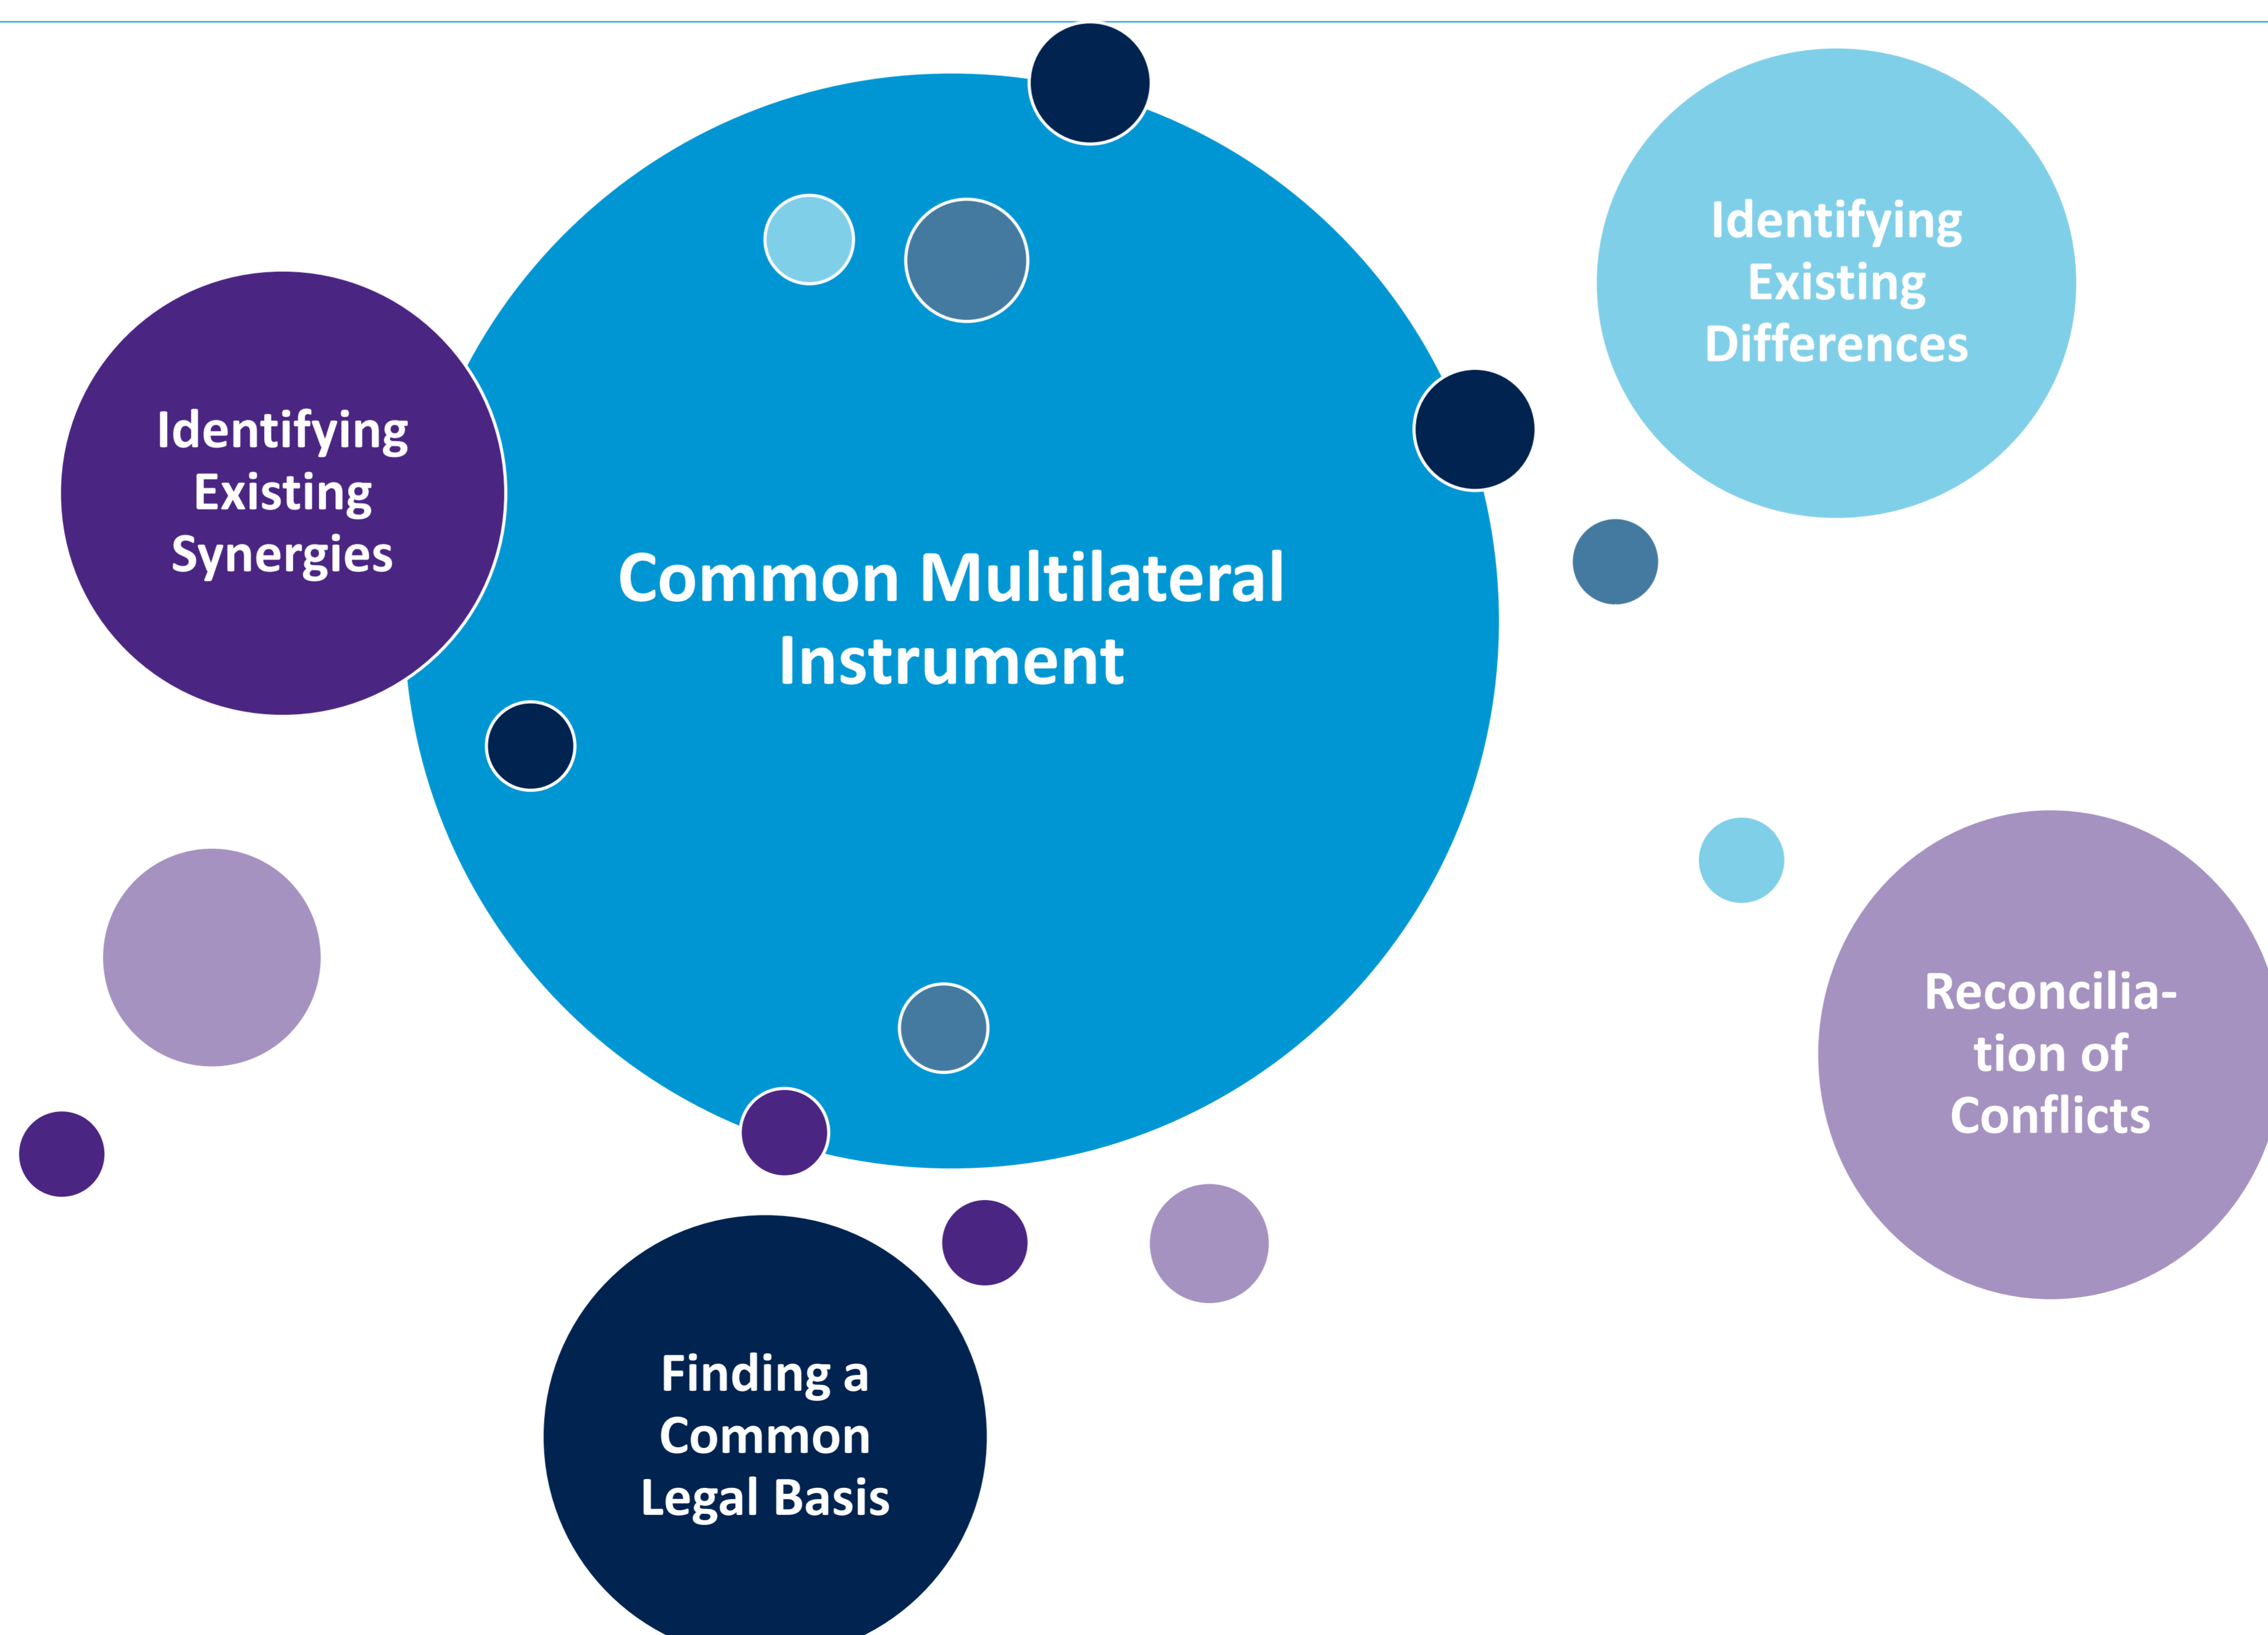 Identifying
Existing
Differences
Identifying
Existing
Synergies
Common Multilateral
Instrument
Reconcilia-
tion of
Conflicts
Finding a
Common
Legal Basis